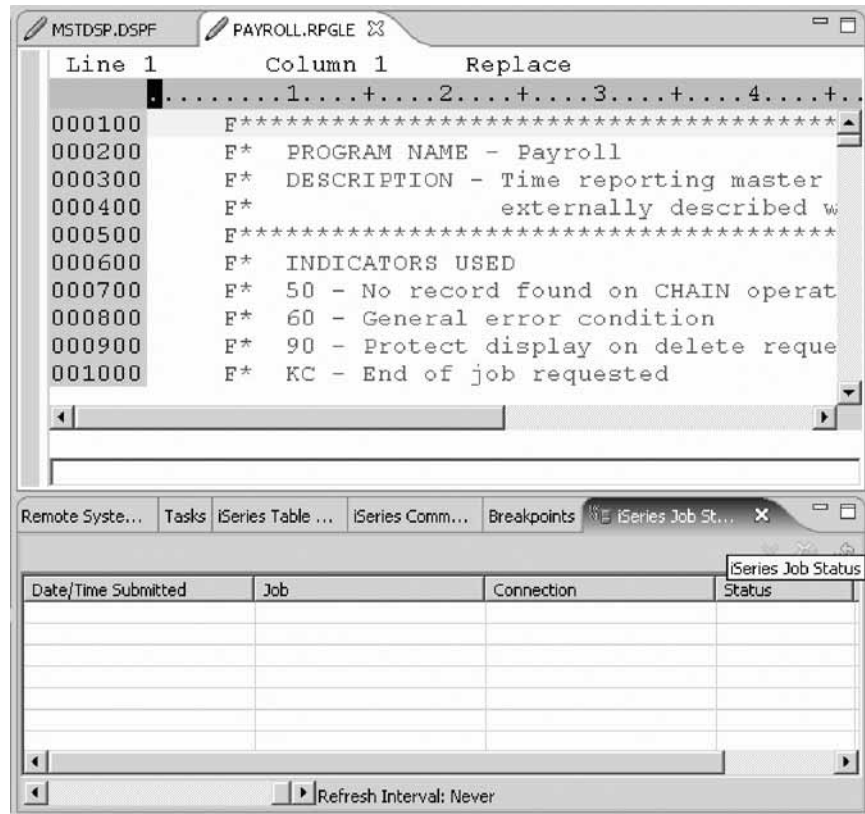 MSTDSP.DSPF PAYROLL.RPGLE
Line 1 Column 1 Replace
.........1....+....2....+....3....+....4....+..
000100 F***************************************
000200 F* PROGRAM NAME - Payroll
000300 F* DESCRIPTION - Time reporting master
000400 F* externally described w
000500 F***************************************
000600 F* INDICATORS USED
000700 F* 50 - No record found on CHAIN operat
000800 F* 60 - General error condition
000900 F* 90 - Protect display on delete reque
001000 F* KC - End of job requested
Remote Syste... Tasks iSeries Table ... iSeries Comm... Breakpoints iSeries Job St...
iSeries Job Status
Date/Time Submitted Job Connection Status
Refresh Interval: Never